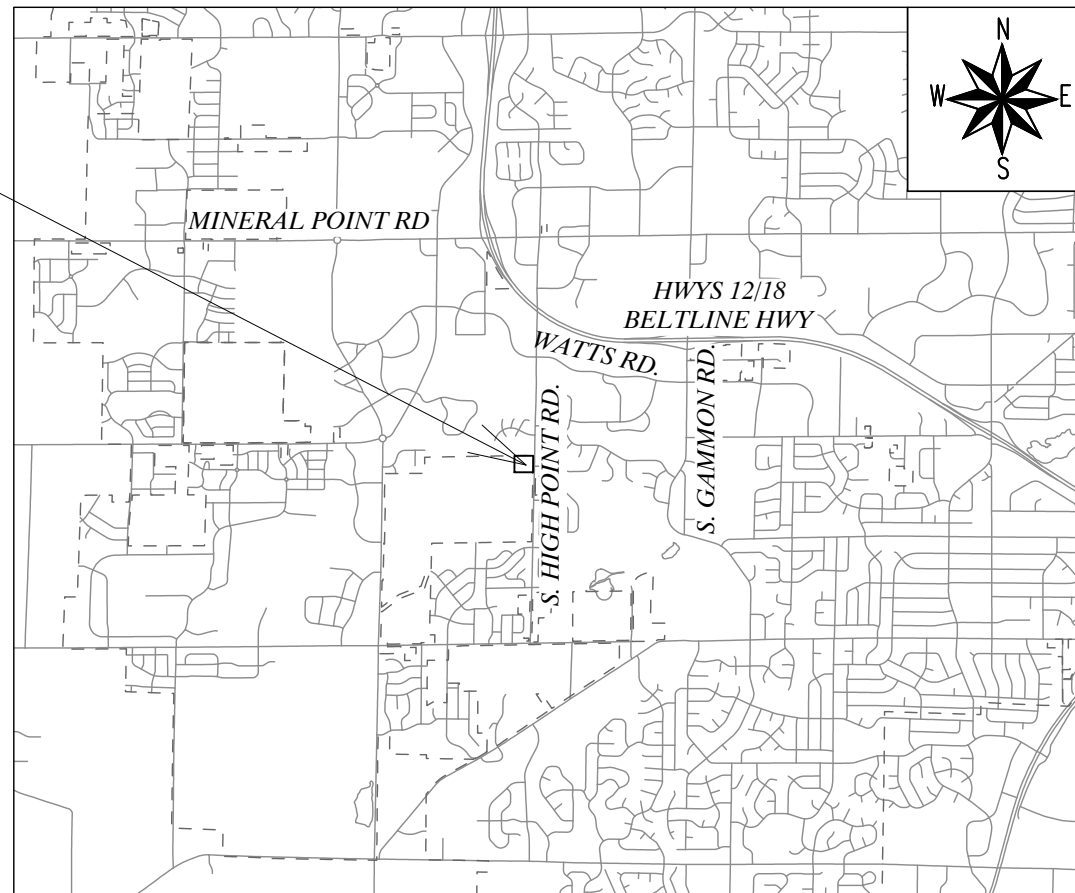 N
W E
S
MINERAL POINT RD
HWYS 12/18
BELTLINE HWY
WATTS RD.
S. HIGH POINT RD.
S. GAMMON RD.